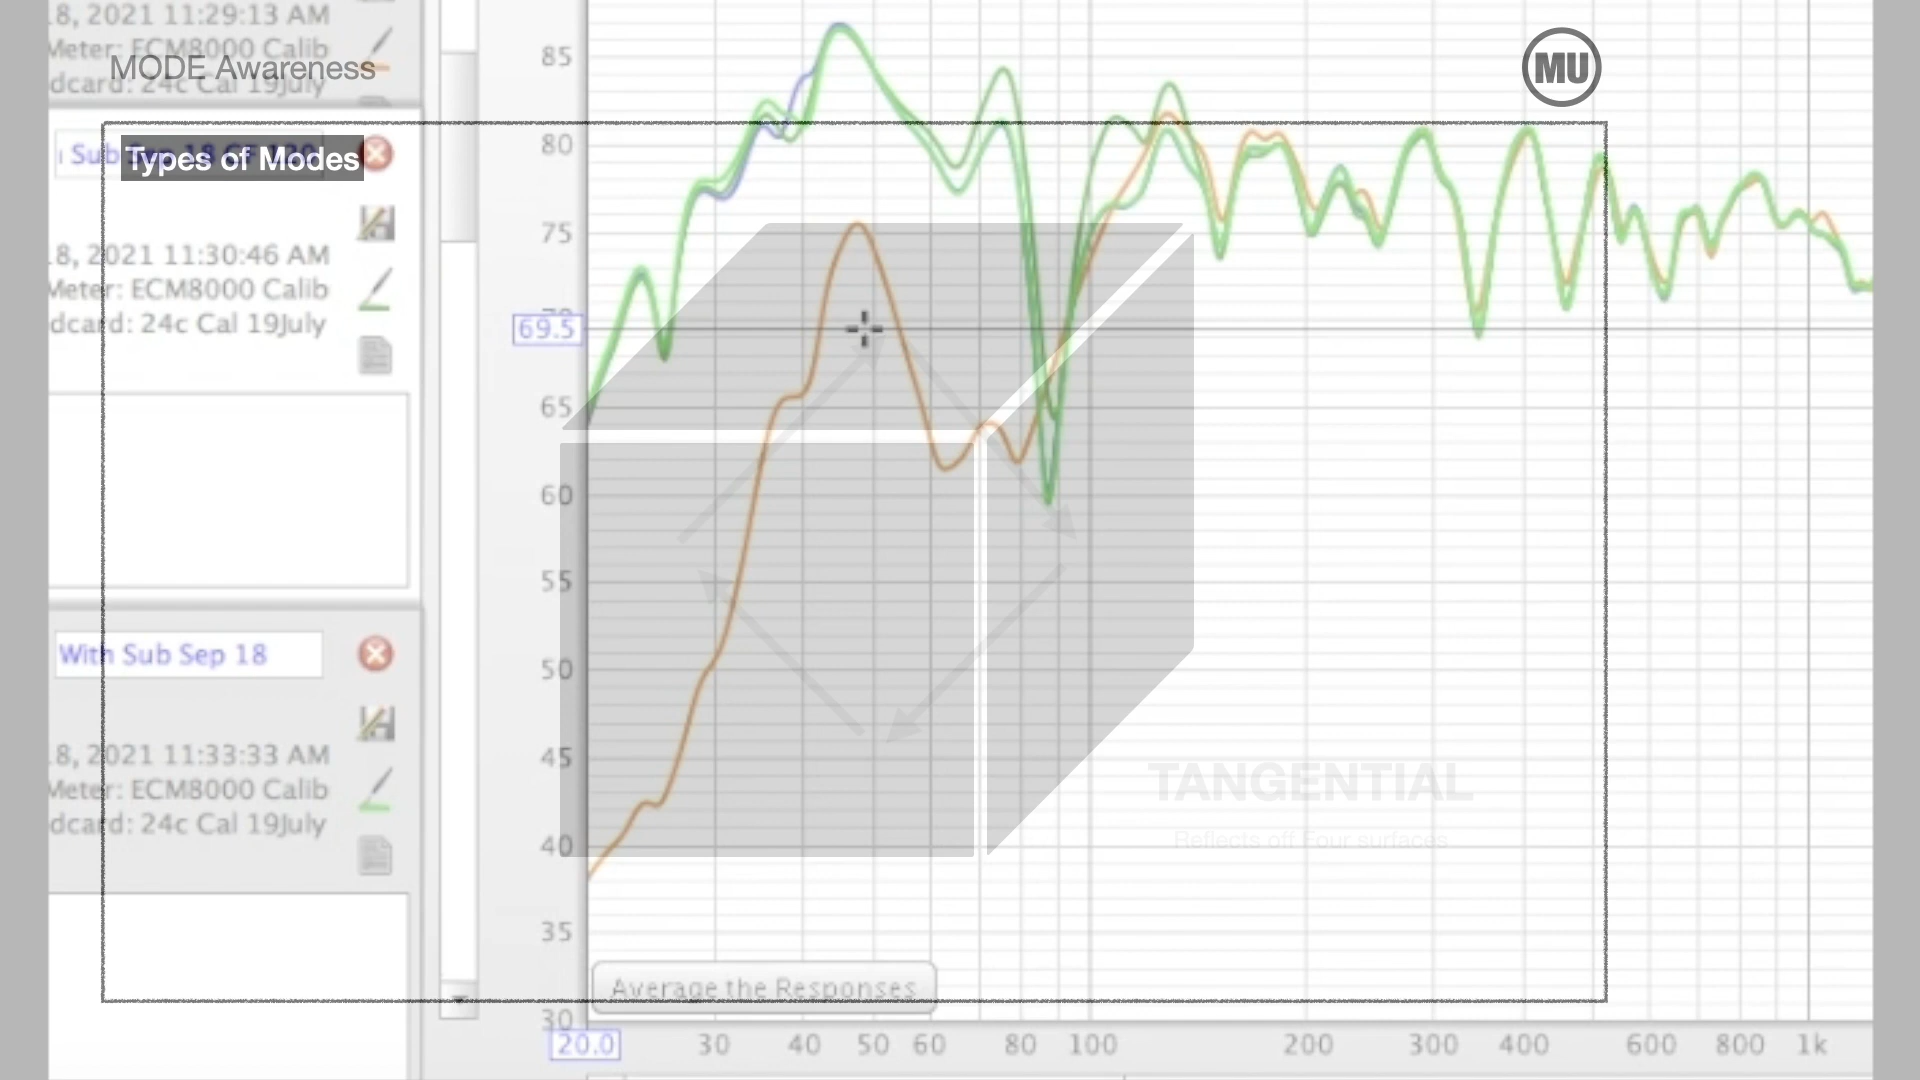 18, 2021 11:29:13 AM
Meter: ECM8000 Calib
MODE Awareness
dcard: 24c Cal 19July
MU
Types of Modes
18, 2021 11:30:46 AM
Meter: ECM8000 Calib
dcard: 24c Cal 19July
With Sub Sep 18
18, 2021 11:33:33 AM
Meter: ECM8000 Calib
dcard: 24c Cal 19July
85
80
75
69.5
65
60
55
50
45
40
35
30
TANGENTIAL
Reflects off Four surfaces
Average the Responses
20.0 30 40 50 60 80 100 200 300 400 600 800 1k